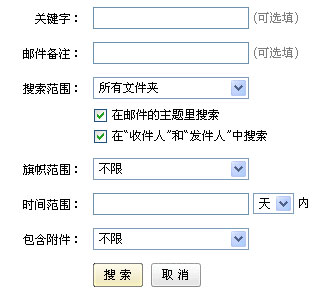 关键字： (可选填)
邮件备注： (可选填)
搜索范围： 所有文件夹
在邮件的主题里搜索
在“收件人”和“发件人”中搜索
旗帜范围： 不限
时间范围： 天 内
包含附件： 不限
搜 索 取 消